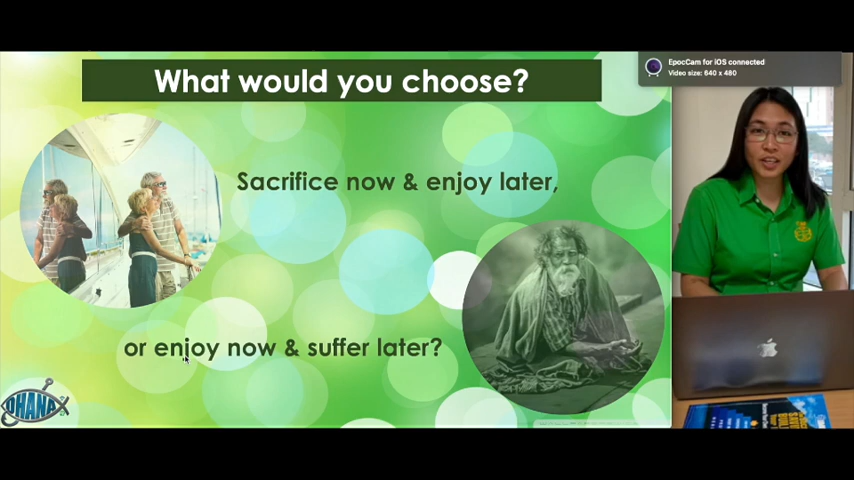 What would you choose?
EpocCam for iOS connected
Video size: 640 x 480
Sacrifice now & enjoy later,
or enjoy now & suffer later?
OHANA